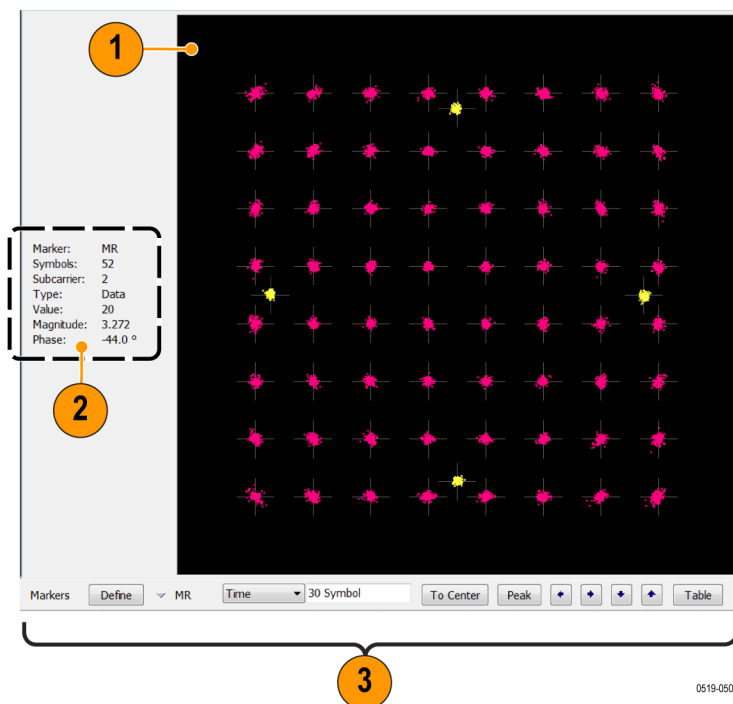 1
Marker: MR
Symbols: 52
Subcarrier: 2
Type: Data
Value: 20
Magnitude: 3.272
Phase: -44.0 º
2
Markers Define MR Time 30 Symbol To Center Peak Table
3
0519-050